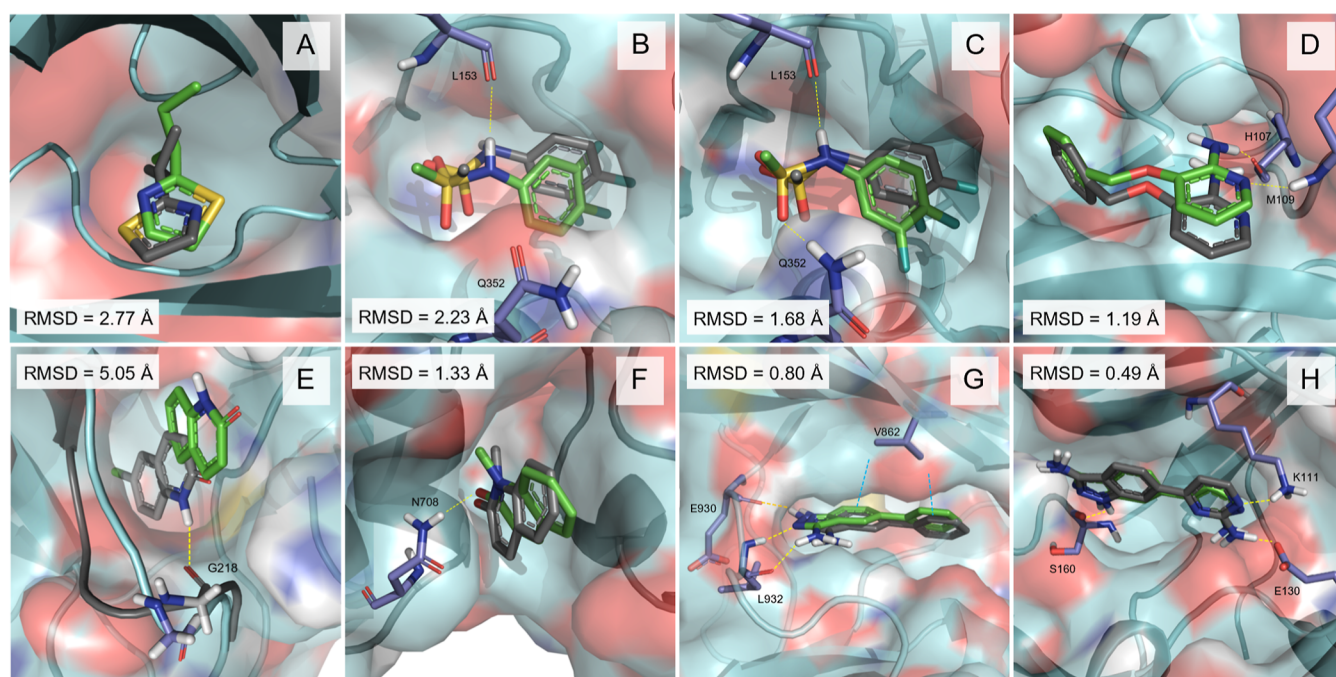 A
RMSD = 2.77 Å
B
L153
Q352
RMSD = 2.23 Å
C
L153
Q352
RMSD = 1.68 Å
D
H107
M109
RMSD = 1.19 Å
RMSD = 5.05 Å
E
G218
RMSD = 1.33 Å
F
N708
RMSD = 0.80 Å
G
V862
E930
L932
RMSD = 0.49 Å
H
K111
S160
E130